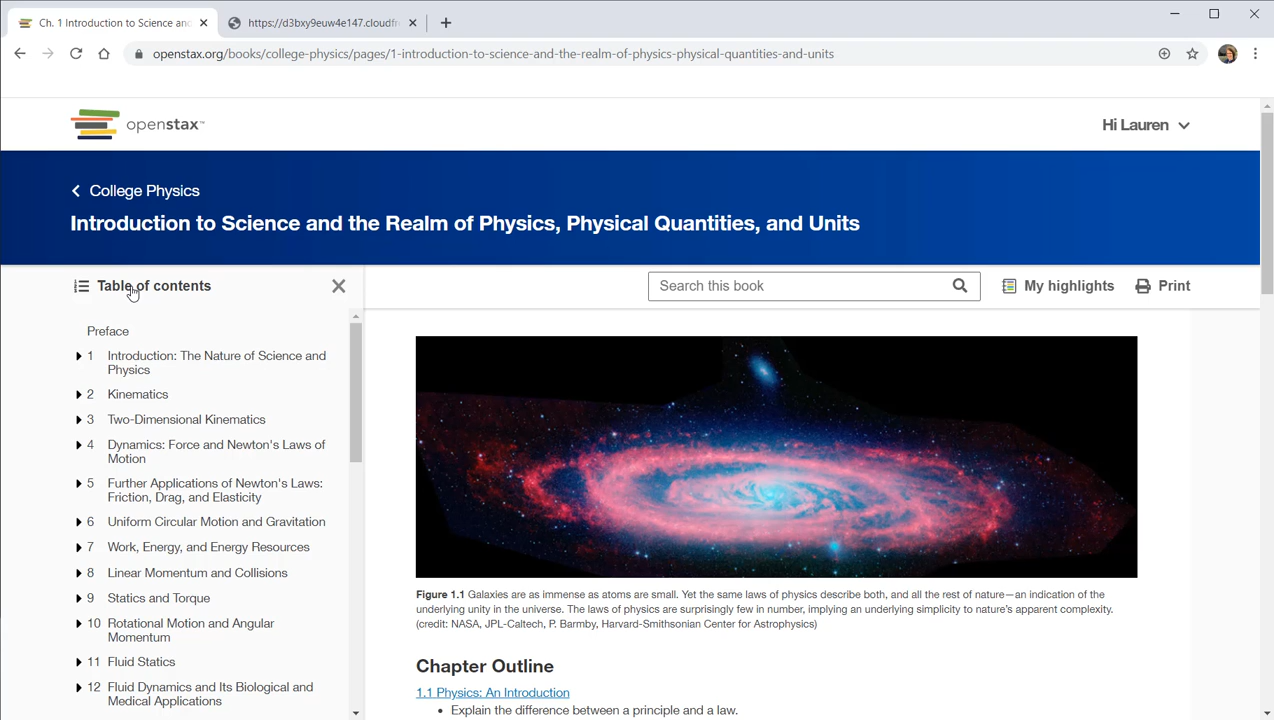 Ch. 1 Introduction to Science and
https://d3bxy9euw4e147.cloudfr
openstax.org/books/college-physics/pages/1-introduction-to-science-and-the-realm-of-physics-physical-quantities-and-units
openstax™
Hi Lauren
College Physics
Introduction to Science and the Realm of Physics, Physical Quantities, and Units
Table of contents
Search this book
My highlights
Print
Preface
1 Introduction: The Nature of Science and
Physics
2 Kinematics
3 Two-Dimensional Kinematics
4 Dynamics: Force and Newton's Laws of
Motion
5 Further Applications of Newton's Laws:
Friction, Drag, and Elasticity
6 Uniform Circular Motion and Gravitation
7 Work, Energy, and Energy Resources
8 Linear Momentum and Collisions
9 Statics and Torque
10 Rotational Motion and Angular
Momentum
11 Fluid Statics
12 Fluid Dynamics and Its Biological and
Medical Applications
Figure 1.1 Galaxies are as immense as atoms are small. Yet the same laws of physics describe both, and all the rest of nature—an indication of the
underlying unity in the universe. The laws of physics are surprisingly few in number, implying an underlying simplicity to nature's apparent complexity.
(credit: NASA, JPL-Caltech, P. Barmby, Harvard-Smithsonian Center for Astrophysics)
Chapter Outline
1.1 Physics: An Introduction
• Explain the difference between a principle and a law.